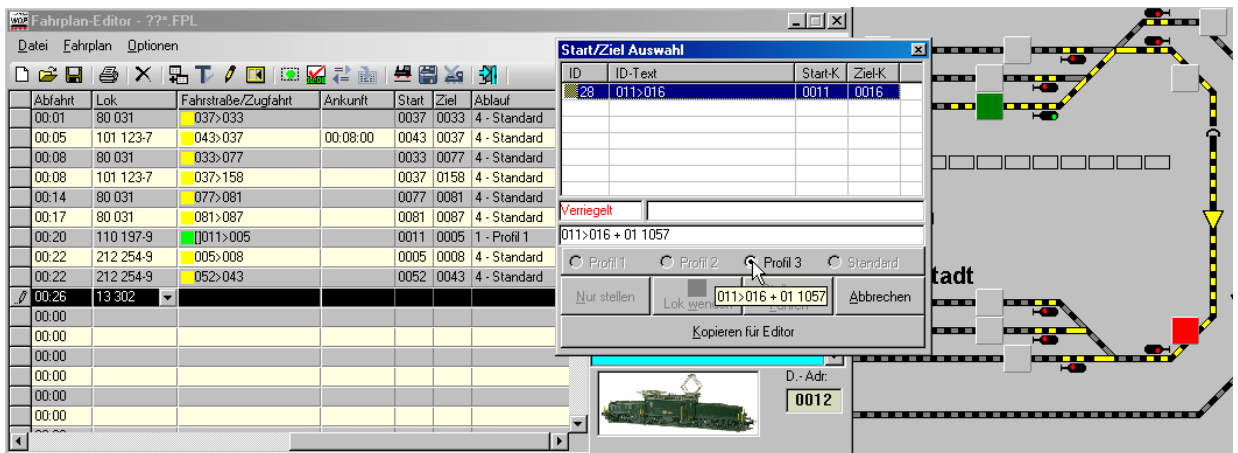 Fahrplan-Editor - ??*.FPL
Datei Fahrplan Optionen
Abfahrt Lok Fahrstraße/Zugfahrt Ankunft Start Ziel Ablauf
00:01 80 031 037>033 0037 0033 4 - Standard
00:05 101 123-7 043>037 00:08:00 0043 0037 4 - Standard
00:08 80 031 033>077 0033 0077 4 - Standard
00:08 101 123-7 037>158 0037 0158 4 - Standard
00:14 80 031 077>081 0077 0081 4 - Standard
00:17 80 031 081>087 0081 0087 4 - Standard
00:20 110 197-9 []011>005 0011 0005 1 - Profil 1
00:22 212 254-9 005>008 0005 0008 4 - Standard
00:22 212 254-9 052>043 0052 0043 4 - Standard
00:26 13 302
00:00
00:00
00:00
00:00
00:00
00:00
Start/Ziel Auswahl
ID ID-Text Start-K Ziel-K
28 011>016 0011 0016
Verriegelt
011>016 + 01 1057
Profil 1 Profil 2 Profil 3 Standard
Nur stellen Lok wenden 011>016 + 01 1057 Abbrechen
Kopieren für Editor
D.- Adr:
0012
tadt